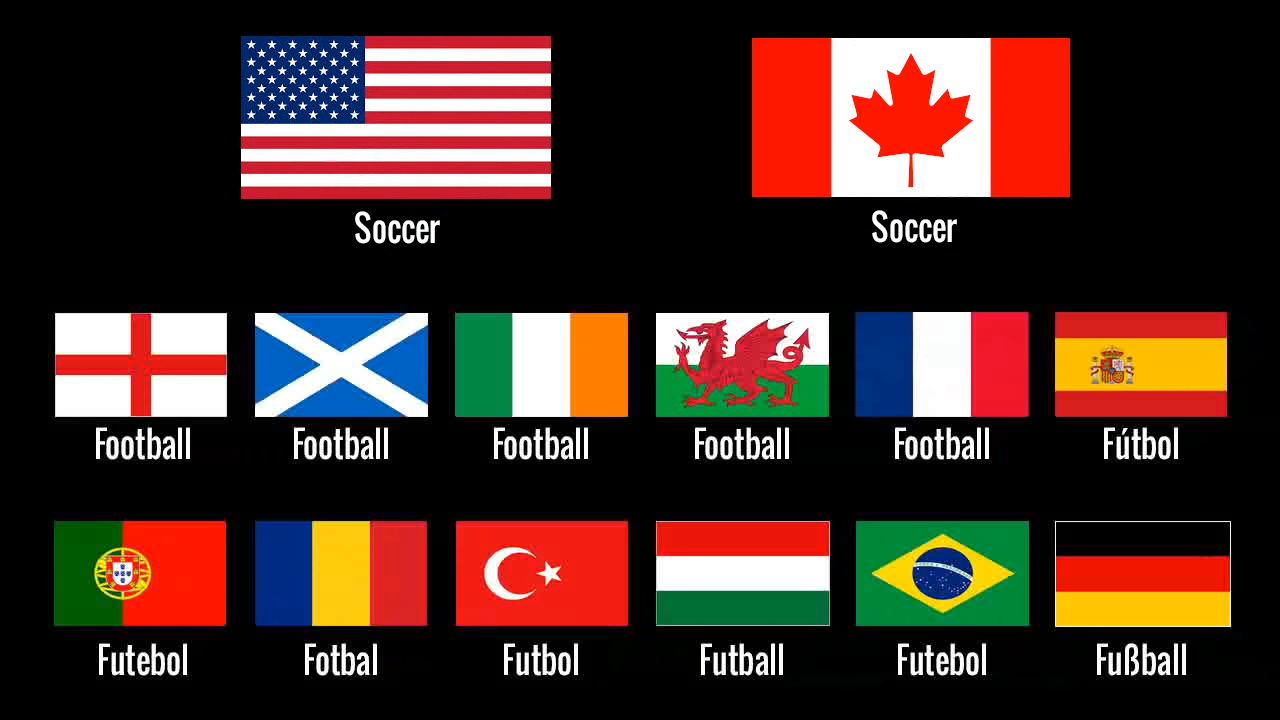 Soccer
Soccer
Football
Football
Football
Football
Football
Fútbol
Futebol
Fotbal
Futbol
Futball
Futebol
Fußball